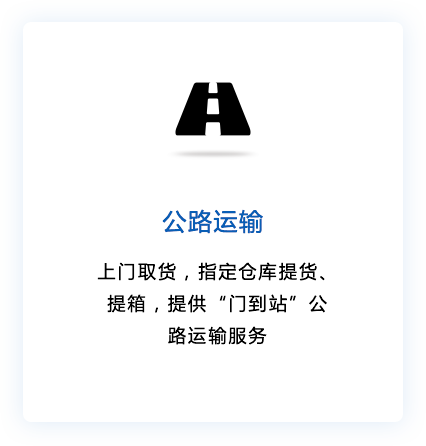 公路运输
上门取货，指定仓库提货、
提箱，提供“门到站”公
路运输服务